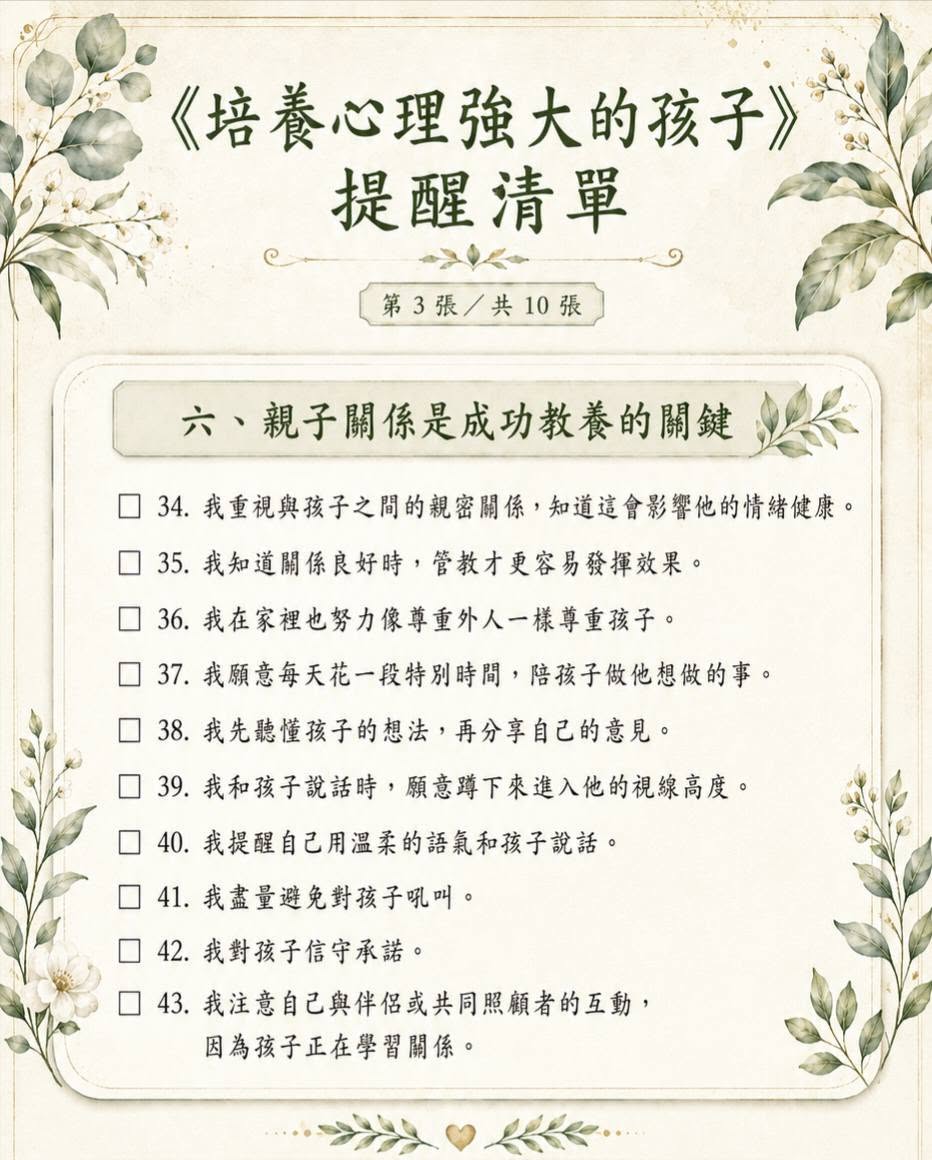 《培養心理強大的孩子》
提醒清單
第 3 張／共 10 張
六、親子關係是成功教養的關鍵
34. 我重視與孩子之間的親密關係，知道這會影響他的情緒健康。
35. 我知道關係良好時，管教才更容易發揮效果。
36. 我在家裡也努力像尊重外人一樣尊重孩子。
37. 我願意每天花一段特別時間，陪孩子做他想做的事。
38. 我先聽懂孩子的想法，再分享自己的意見。
39. 我和孩子說話時，願意蹲下來進入他的視線高度。
40. 我提醒自己用溫柔的語氣和孩子說話。
41. 我盡量避免對孩子吼叫。
42. 我對孩子信守承諾。
43. 我注意自己與伴侶或共同照顧者的互動，
因為孩子正在學習關係。